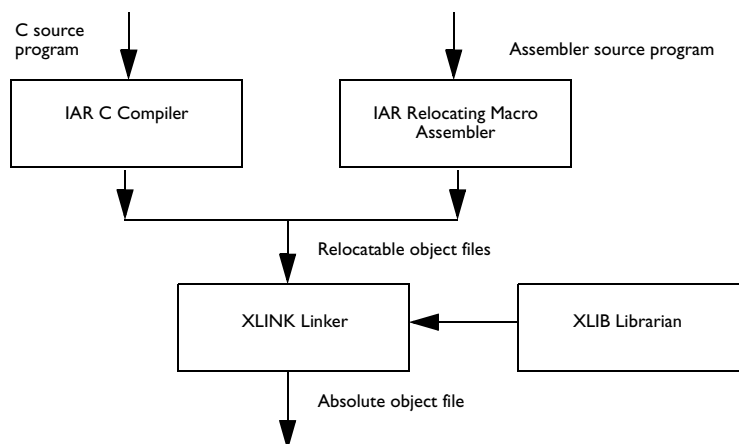 C source
program
Assembler source program
IAR C Compiler
IAR Relocating Macro
Assembler
Relocatable object files
XLINK Linker
XLIB Librarian
Absolute object file